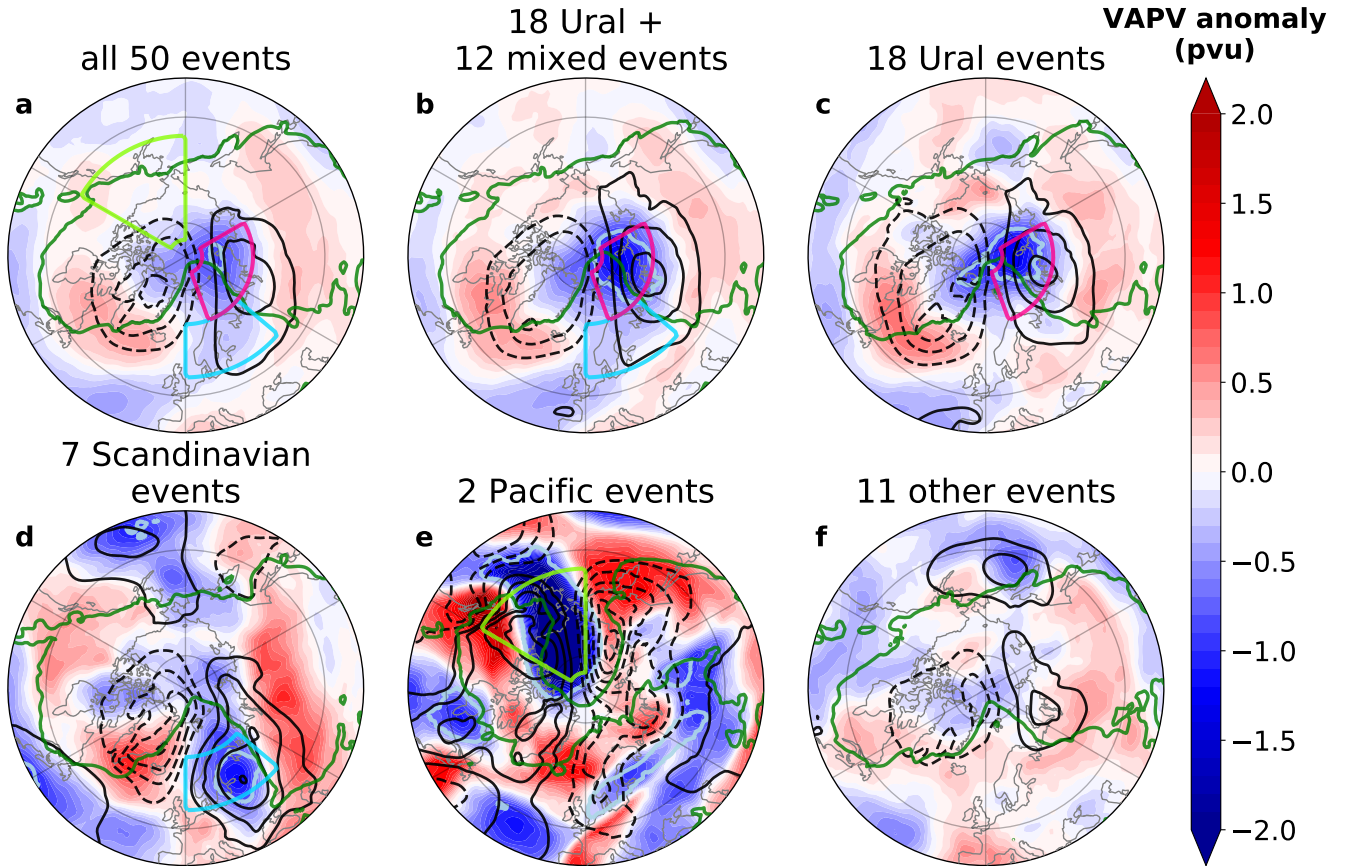 all 50 events
18 Ural +
12 mixed events
18 Ural events
VAPV anomaly
(pvu)
a
b
c
2.0
1.5
1.0
0.5
0.0
−0.5
−1.0
−1.5
−2.0
7 Scandinavian
events
2 Pacific events
11 other events
d
e
f